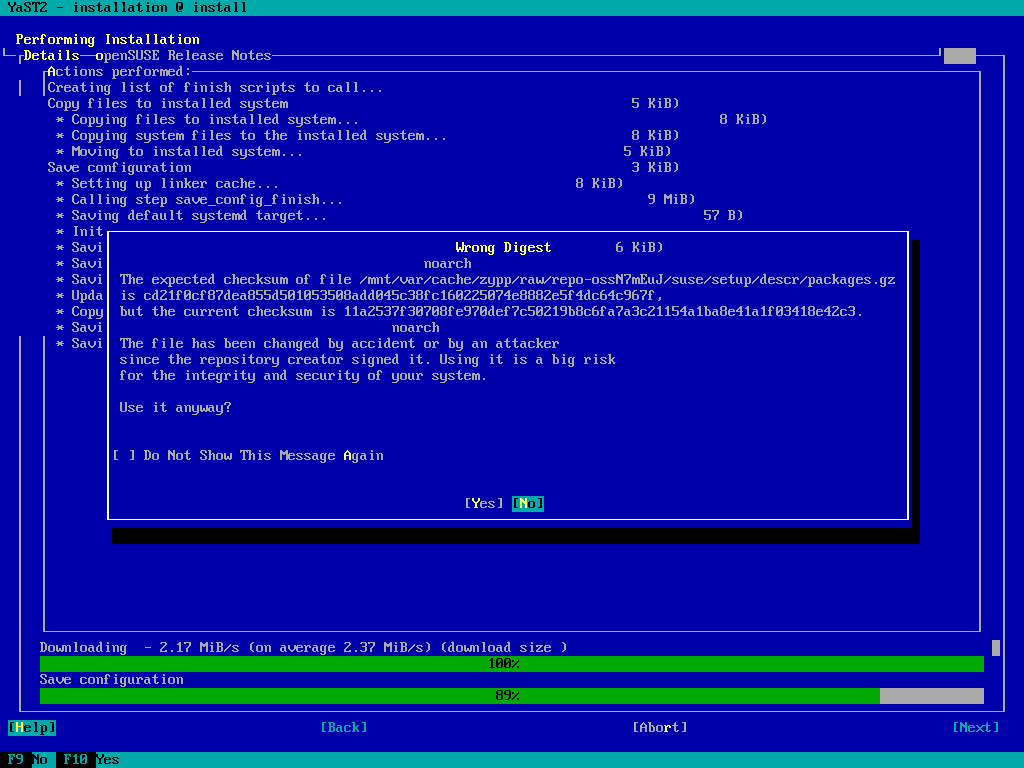 YaST2 - installation @ install
Performing Installation
Details openSUSE Release Notes
Actions performed:
Creating list of finish scripts to call...
Copy files to installed system 5 KiB)
* Copying files to installed system... 8 KiB)
* Copying system files to the installed system... 8 KiB)
* Moving to installed system... 5 KiB)
Save configuration 3 KiB)
* Setting up linker cache... 8 KiB)
* Calling step save_config_finish... 9 MiB)
* Saving default systemd target... 57 B)
* Init
* Savi Wrong Digest 6 KiB)
* Savi noarch
* Savi The expected checksum of file /mnt/var/cache/zypp/raw/repo-ossN7mEuJ/suse/setup/descr/packages.gz
* Upda is cd21f0cf87dea855d501053508add045c38fc160225074e8882e5f4dc64c967f,
* Copy but the current checksum is 11a2537f30708fe970def7c50219b8c6fa7a3c21154a1ba8e41a1f03418e42c3.
* Savi noarch
* Savi The file has been changed by accident or by an attacker
since the repository creator signed it. Using it is a big risk
for the integrity and security of your system.
Use it anyway?
[ ] Do Not Show This Message Again
[Yes] [No]
Downloading - 2.17 MiB/s (on average 2.37 MiB/s) (download size )
100%
Save configuration
89%
[Help] [Back] [Abort] [Next]
F9 No F10 Yes